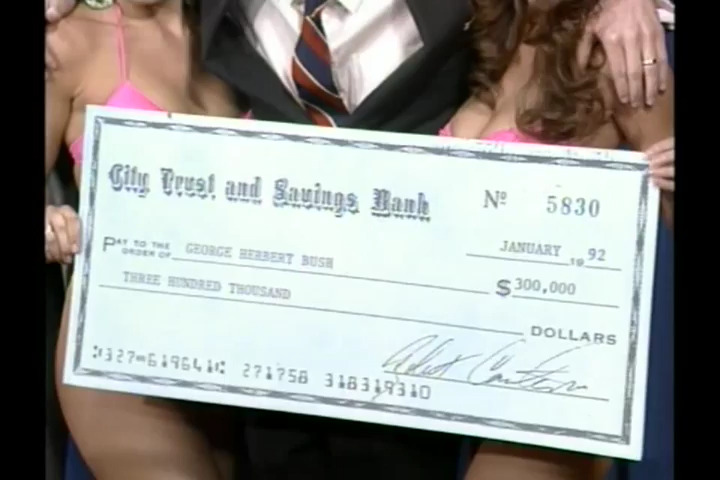 City Trust and Savings Bank
Nº 5830
JANUARY 19 92
PAY TO THE ORDER OF GEORGE HERBERT BUSH
$300,000
THREE HUNDRED THOUSAND
DOLLARS
327 619641 271758 318319310